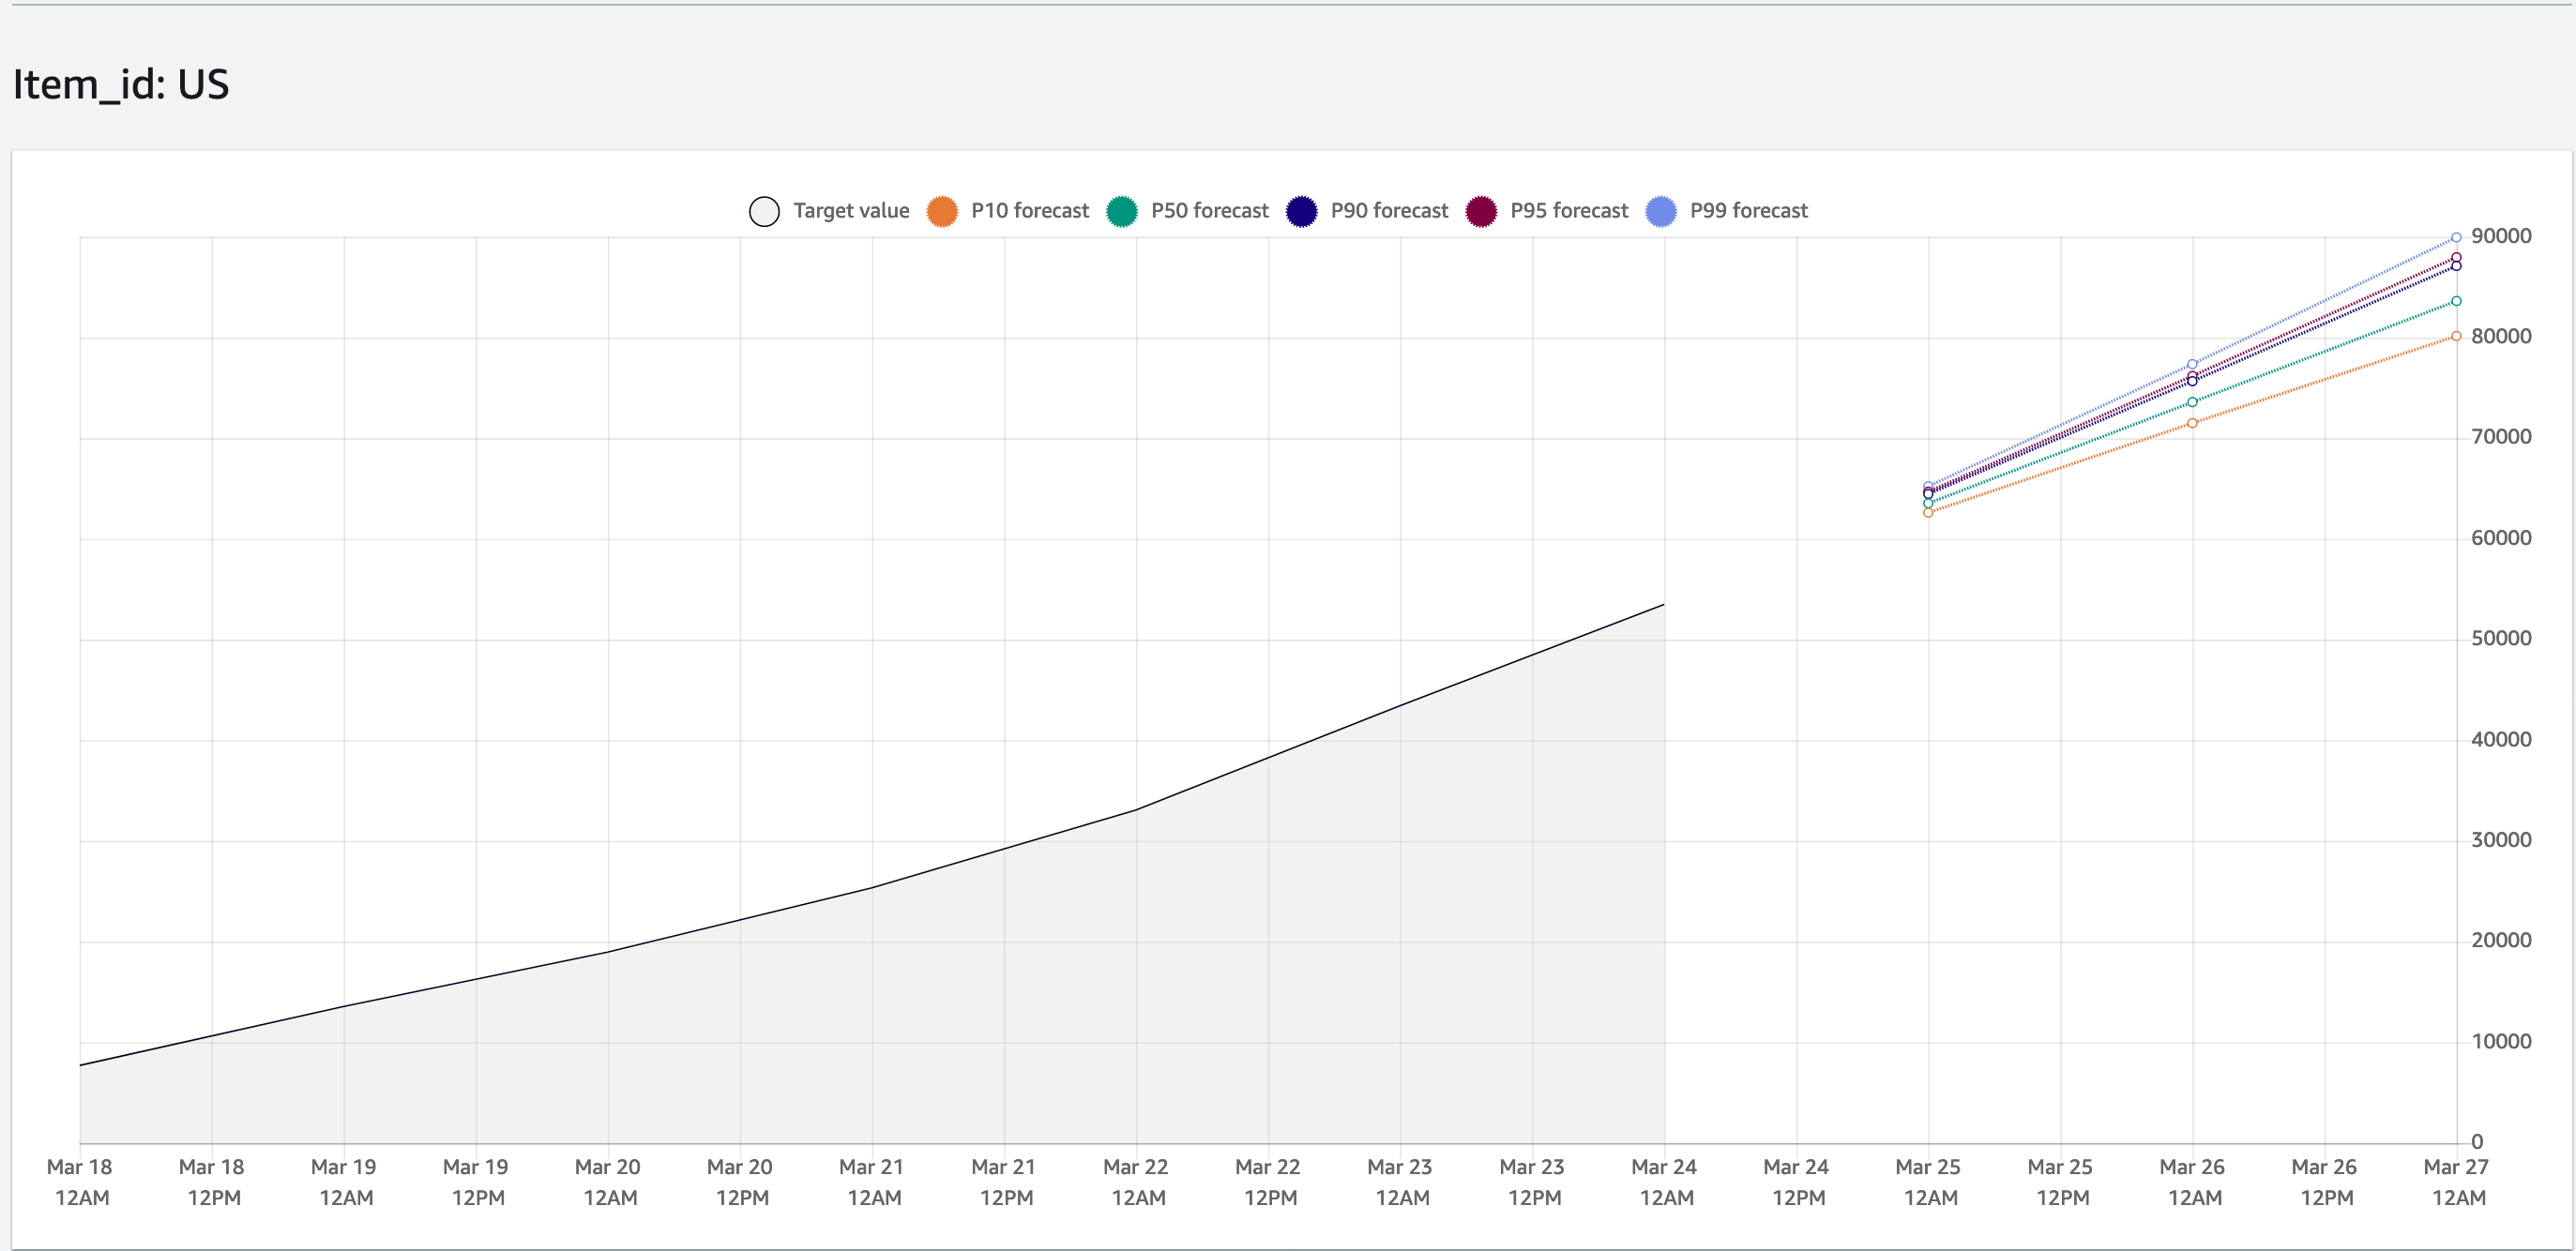 Item_id: US
Target value P10 forecast P50 forecast P90 forecast P95 forecast P99 forecast
90000
80000
70000
60000
50000
40000
30000
20000
10000
0
Mar 18 Mar 18 Mar 19 Mar 19 Mar 20 Mar 20 Mar 21 Mar 21 Mar 22 Mar 22 Mar 23 Mar 23 Mar 24 Mar 24 Mar 25 Mar 25 Mar 26 Mar 26 Mar 27
12AM 12PM 12AM 12PM 12AM 12PM 12AM 12PM 12AM 12PM 12AM 12PM 12AM 12PM 12AM 12PM 12AM 12PM 12AM